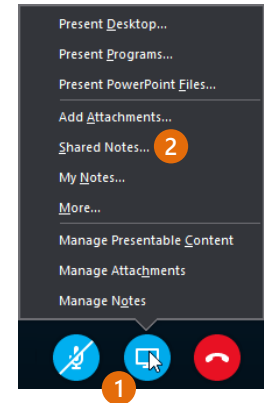 Present Desktop...
Present Programs...
Present PowerPoint Files...
Add Attachments...
Shared Notes... 2
My Notes...
More...
Manage Presentable Content
Manage Attachments
Manage Notes
1